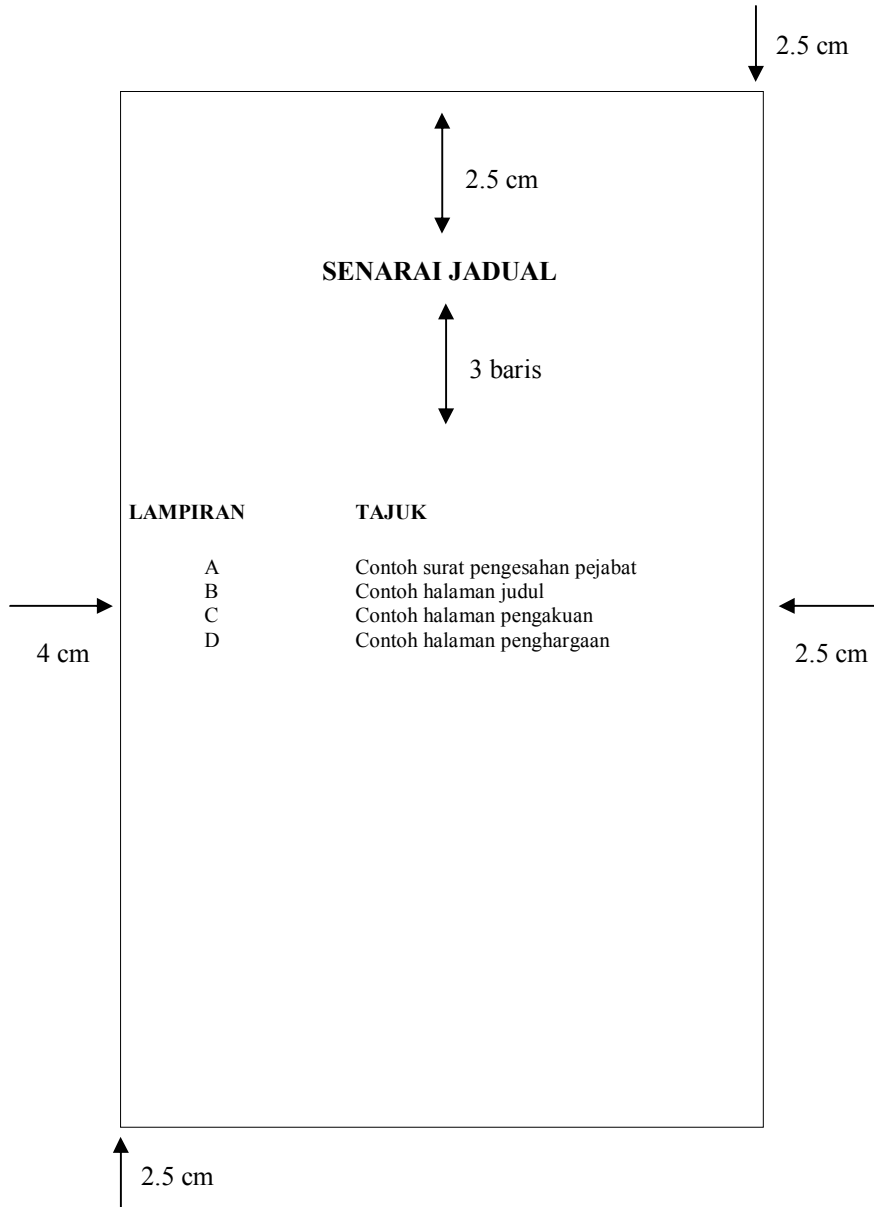 2.5 cm
2.5 cm
SENARAI JADUAL
3 baris
LAMPIRAN TAJUK
A Contoh surat pengesahan pejabat
B Contoh halaman judul
C Contoh halaman pengakuan
D Contoh halaman penghargaan
4 cm
2.5 cm
2.5 cm